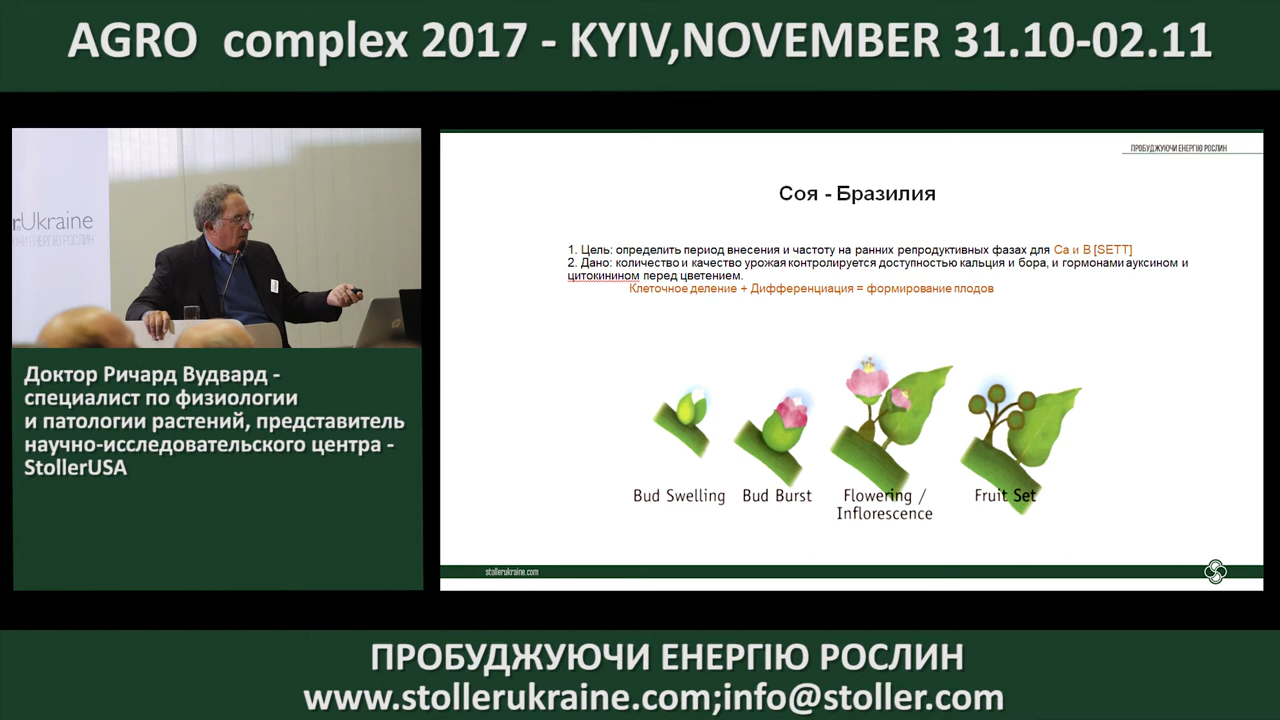 AGRO complex 2017 - KYIV,NOVEMBER 31.10-02.11
r.Ukraine
ПРОБУДЖУЮЧИ ЕНЕРГІЮ РОСЛИН
Соя - Бразилия
1. Цель: определить период внесения и частоту на ранних репродуктивных фазах для Ca и B [SETT]
2. Дано: количество и качество урожая контролируется доступностью кальция и бора, и гормонами ауксином и
цитокинином перед цветением.
Клеточное деление + Дифференциация = формирование плодов
Bud Swelling
Bud Burst
Flowering /
Inflorescence
Fruit Set
stollerukraine.com
Доктор Ричард Вудвард -
специалист по физиологии
и патологии растений, представитель
научно-исследовательского центра -
StollerUSA
ПРОБУДЖУЮЧИ ЕНЕРГІЮ РОСЛИН
www.stollerukraine.com;info@stoller.com